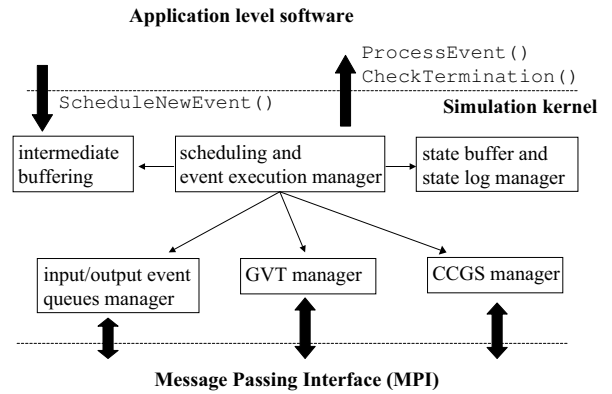 Application level software
ProcessEvent()
CheckTermination()
ScheduleNewEvent()
Simulation kernel
intermediate
buffering
scheduling and
event execution manager
state buffer and
state log manager
input/output event
queues manager
GVT manager
CCGS manager
Message Passing Interface (MPI)